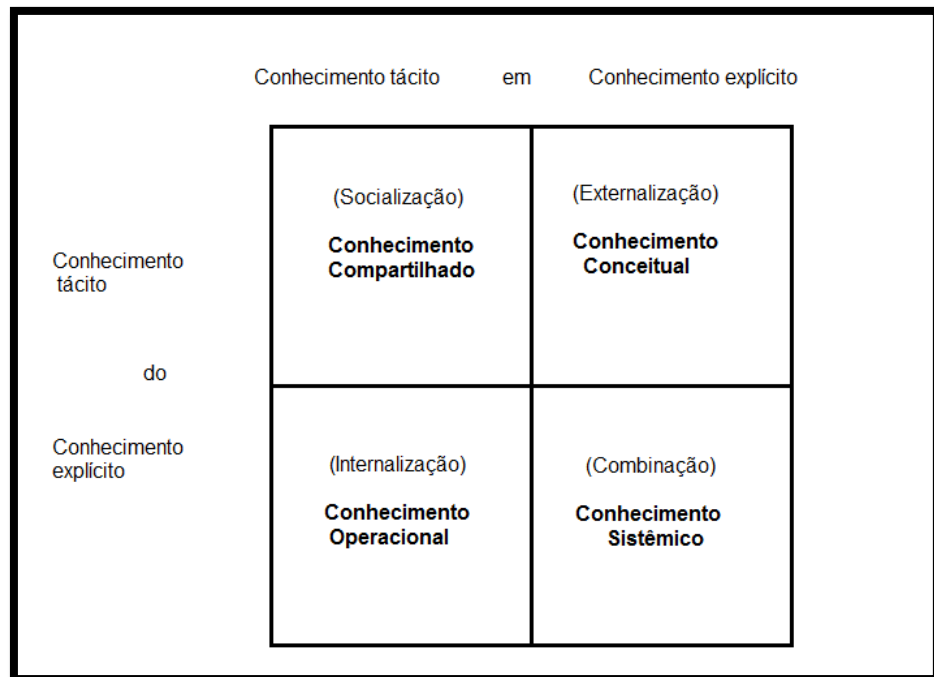 Conhecimento tácito em Conhecimento explícito
(Socialização)
Conhecimento
Compartilhado
(Externalização)
Conhecimento
Conceitual
Conhecimento
tácito
do
Conhecimento
explícito
(Internalização)
Conhecimento
Operacional
(Combinação)
Conhecimento
Sistêmico